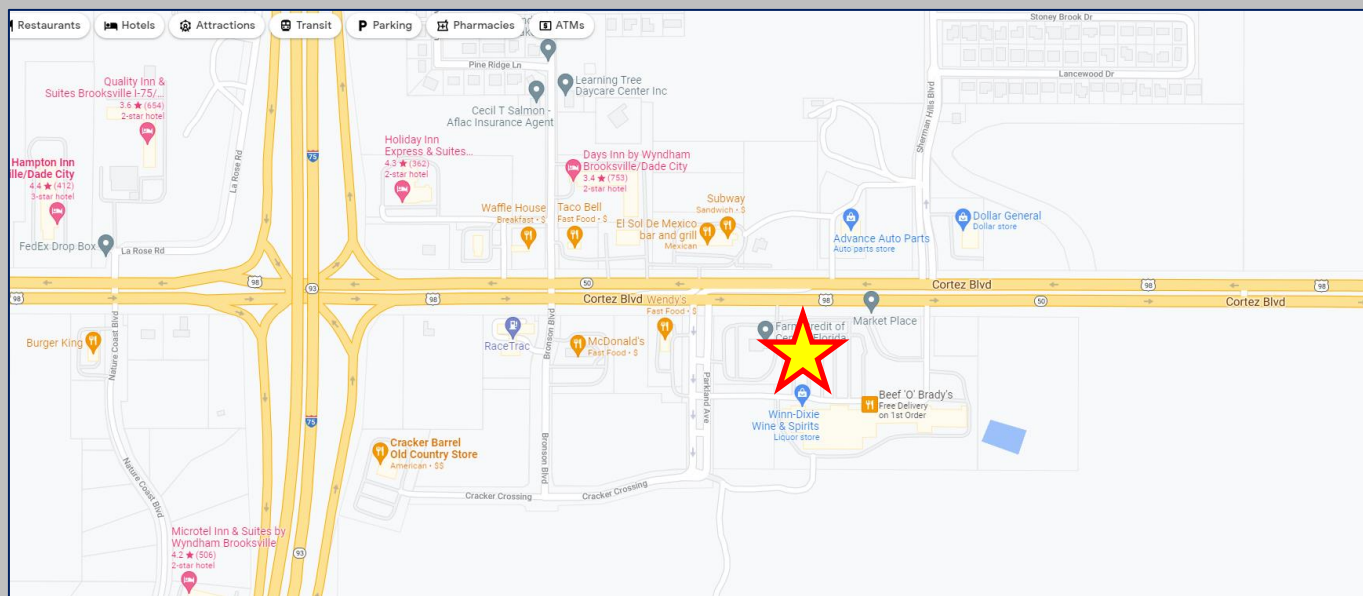 Restaurants
Hotels
Attractions
Transit
P Parking
Pharmacies
ATMs
Stoney Brook Dr
Lancewood Dr
Sherman Hills Blvd
Pine Ridge Ln
Learning Tree
Daycare Center Inc
Cecil T Salmon -
Aflac Insurance Agent
Quality Inn &
Suites Brooksville I-75/...
3.6 ★ (654)
2-star hotel
Hampton Inn
lle/Dade City
4.4 ★ (412)
3-star hotel
La Rose Rd
75
Holiday Inn
Express & Suites...
4.3 ★ (362)
2-star hotel
Days Inn by Wyndham
Brooksville/Dade City
3.4 ★ (753)
2-star hotel
Waffle House
Breakfast • $
Taco Bell
Fast Food • $
Subway
Sandwich • $
El Sol De Mexico
bar and grill
Mexican
Advance Auto Parts
Auto parts store
Dollar General
Dollar store
FedEx Drop Box
La Rose Rd
98
93
50
Cortez Blvd
98
98
98
98
Cortez Blvd
98
50
Cortez Blvd
Wendy's
Fast Food • $
Market Place
Farm Credit of
Central Florida
Burger King
Nature Coast Blvd
RaceTrac
Bronson Blvd
McDonald's
Fast Food • $
Parkland Ave
Beef 'O' Brady's
Free Delivery
on 1st Order
Winn-Dixie
Wine & Spirits
Liquor store
75
Cracker Barrel
Old Country Store
American • $$
Bronson Blvd
Nature Coast Blvd
Cracker Crossing
Cracker Crossing
Microtel Inn & Suites by
Wyndham Brooksville
4.2 ★ (506)
2-star hotel
93